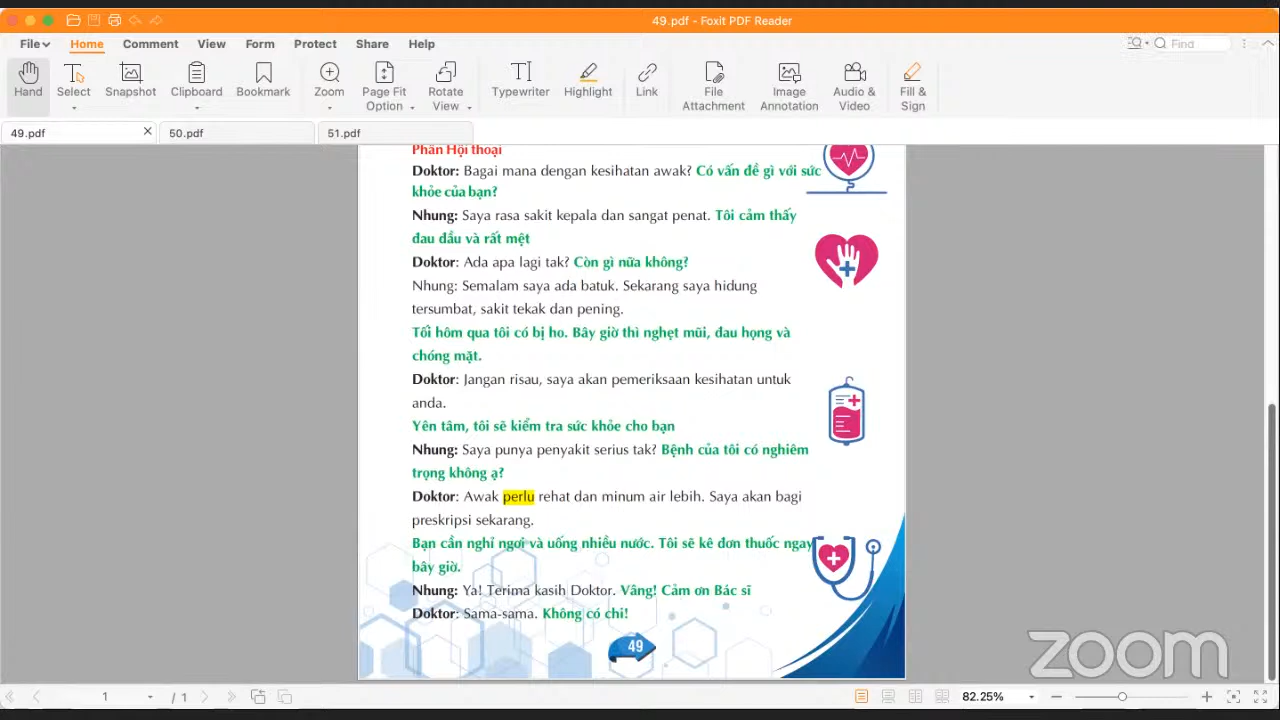 49.pdf - Foxit PDF Reader
File Home Comment View Form Protect Share Help Find
Hand Select Snapshot Clipboard Bookmark Zoom Page Fit Option Rotate View Typewriter Highlight Link File Attachment Image Annotation Audio & Video Fill & Sign
49.pdf 50.pdf 51.pdf
Phần Hội thoại
Doktor: Bagai mana dengan kesihatan awak? Có vấn đề gì với sức
khỏe của bạn?
Nhung: Saya rasa sakit kepala dan sangat penat. Tôi cảm thấy
đau đầu và rất mệt
Doktor: Ada apa lagi tak? Còn gì nữa không?
Nhung: Semalam saya ada batuk. Sekarang saya hidung
tersumbat, sakit tekak dan pening.
Tối hôm qua tôi có bị ho. Bây giờ thì nghẹt mũi, đau họng và
chóng mặt.
Doktor: Jangan risau, saya akan pemeriksaan kesihatan untuk
anda.
Yên tâm, tôi sẽ kiểm tra sức khỏe cho bạn
Nhung: Saya punya penyakit serius tak? Bệnh của tôi có nghiêm
trọng không ạ?
Doktor: Awak perlu rehat dan minum air lebih. Saya akan bagi
preskripsi sekarang.
Bạn cần nghỉ ngơi và uống nhiều nước. Tôi sẽ kê đơn thuốc ngay
bây giờ.
Nhung: Ya! Terima kasih Doktor. Vâng! Cảm ơn Bác sĩ
Doktor: Sama-sama. Không có chi!
49
zoom
1 / 1 82.25%